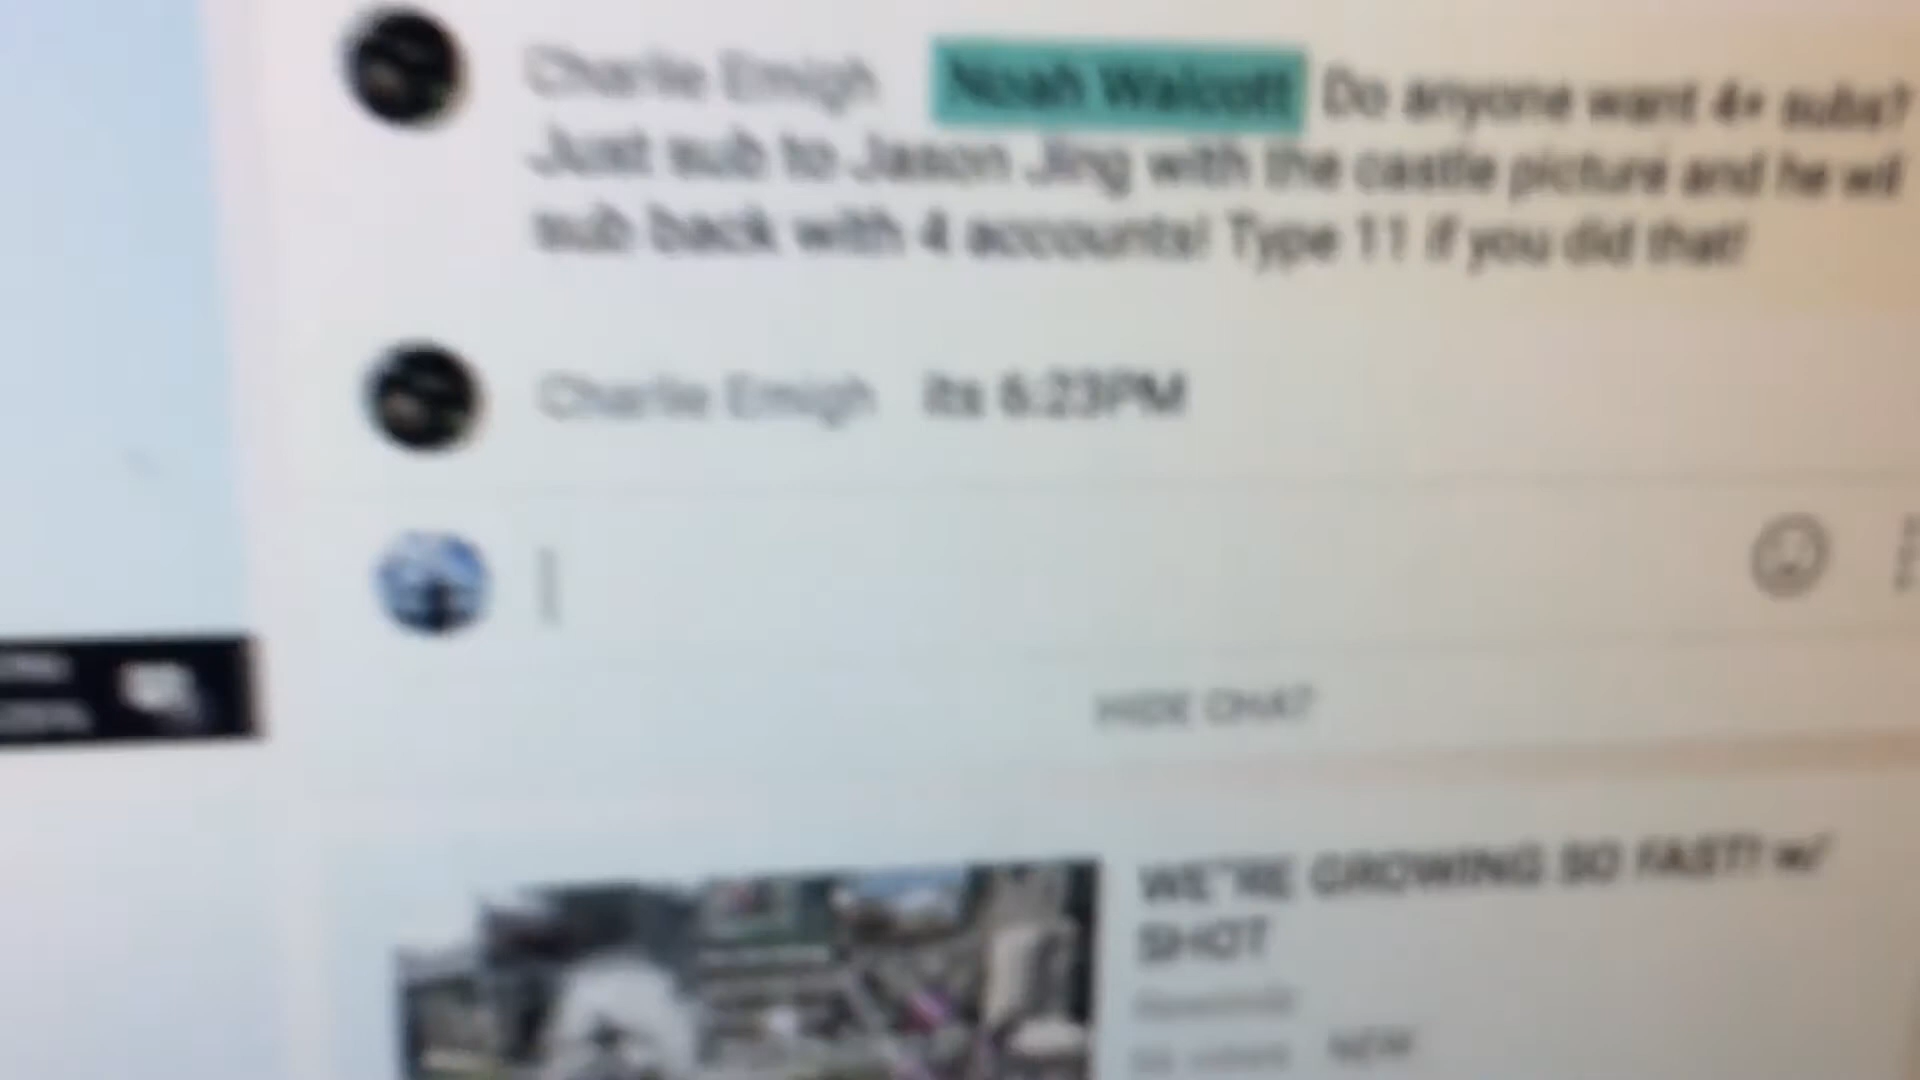 Charlie Emigh Noah Walcott Do anyone want 4+ subs?
Just sub to Jason Jing with the castle picture and he will
sub back with 4 accounts! Type 11 if you did that!
Charlie Emigh its 6:23PM
HIDE CHAT
WE"RE GROWING SO FAST! w/
SHOT
NEW